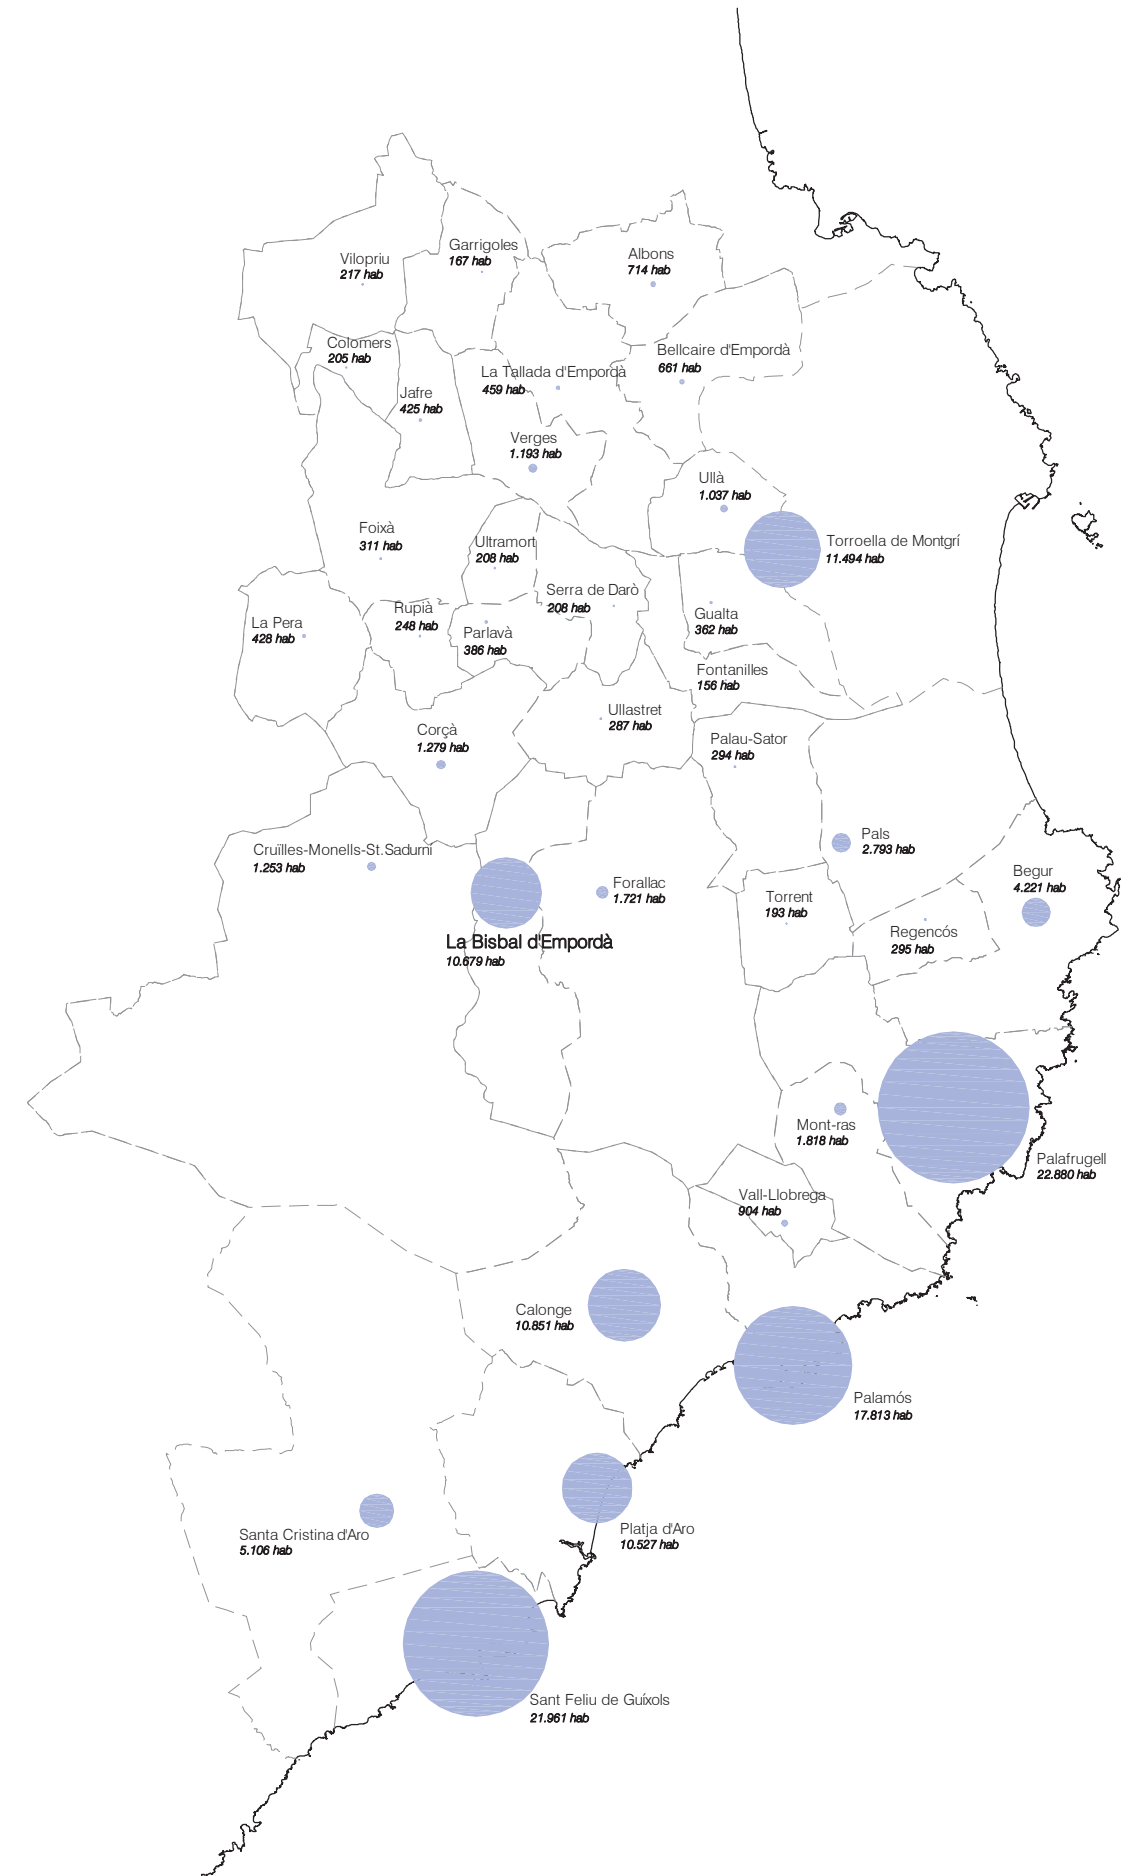 Garrigoles
167 hab
Vilopriu
217 hab
Albons
714 hab
Colomers
205 hab
Bellcaire d'Empordà
661 hab
La Tallada d'Empordà
459 hab
Jafre
425 hab
Verges
1.193 hab
Ullà
1.037 hab
Foixà
311 hab
Ultramort
208 hab
Torroella de Montgrí
11.494 hab
Serra de Darò
208 hab
Rupià
248 hab
Gualta
362 hab
La Pera
428 hab
Parlavà
386 hab
Fontanilles
156 hab
Ullastret
287 hab
Corçà
1.279 hab
Palau-Sator
294 hab
Pals
2.793 hab
Cruïlles-Monells-St.Sadurní
1.253 hab
Begur
4.221 hab
Forallac
1.721 hab
Torrent
193 hab
Regencós
295 hab
La Bisbal d'Empordà
10.679 hab
Mont-ras
1.818 hab
Palafrugell
22.880 hab
Vall-Llobrega
904 hab
Calonge
10.851 hab
Palamós
17.813 hab
Platja d'Aro
10.527 hab
Santa Cristina d'Aro
5.106 hab
Sant Feliu de Guíxols
21.961 hab